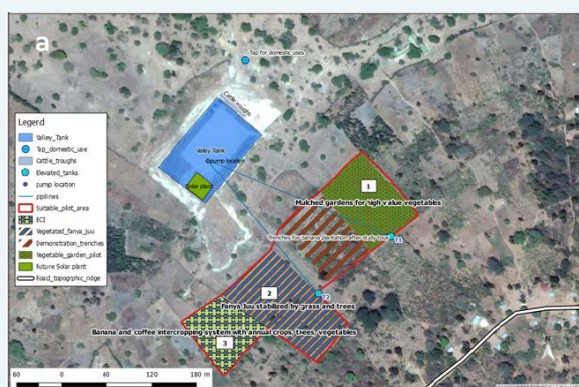 a
Tap for domestic uses
Cattle troughs
Legend
Valley_Tank
Tap_domestic_use
Cattle_troughs
Elevated_tanks
pump location
pipilines
Suitable_pilot_area
ECI
Vegetated_fanya_juu
Demonstration_trenches
Vegetable_garden_pilot
Future Solar plant
Road_topogrphic_ridge
Valley Tank
pump location
Solar plant
1
Mulched gardens for high value vegetables
Trenches for banana plantation after study tour
T1
2
T2
Fanya Juu stabilized by grass and trees
Banana and coffee intercropping system with annual crops, trees, vegetables
3
60 0 60 120 180 m
N